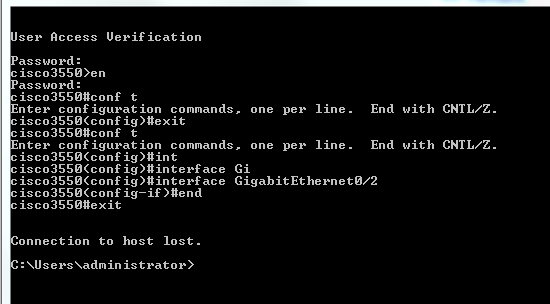 User Access Verification
Password:
cisco3550>en
Password:
cisco3550#conf t
Enter configuration commands, one per line.  End with CNTL/Z.
cisco3550(config)#exit
cisco3550#conf t
Enter configuration commands, one per line.  End with CNTL/Z.
cisco3550(config)#int
cisco3550(config)#interface Gi
cisco3550(config)#interface GigabitEthernet0/2
cisco3550(config-if)#end
cisco3550#exit
Connection to host lost.
C:\Users\administrator>